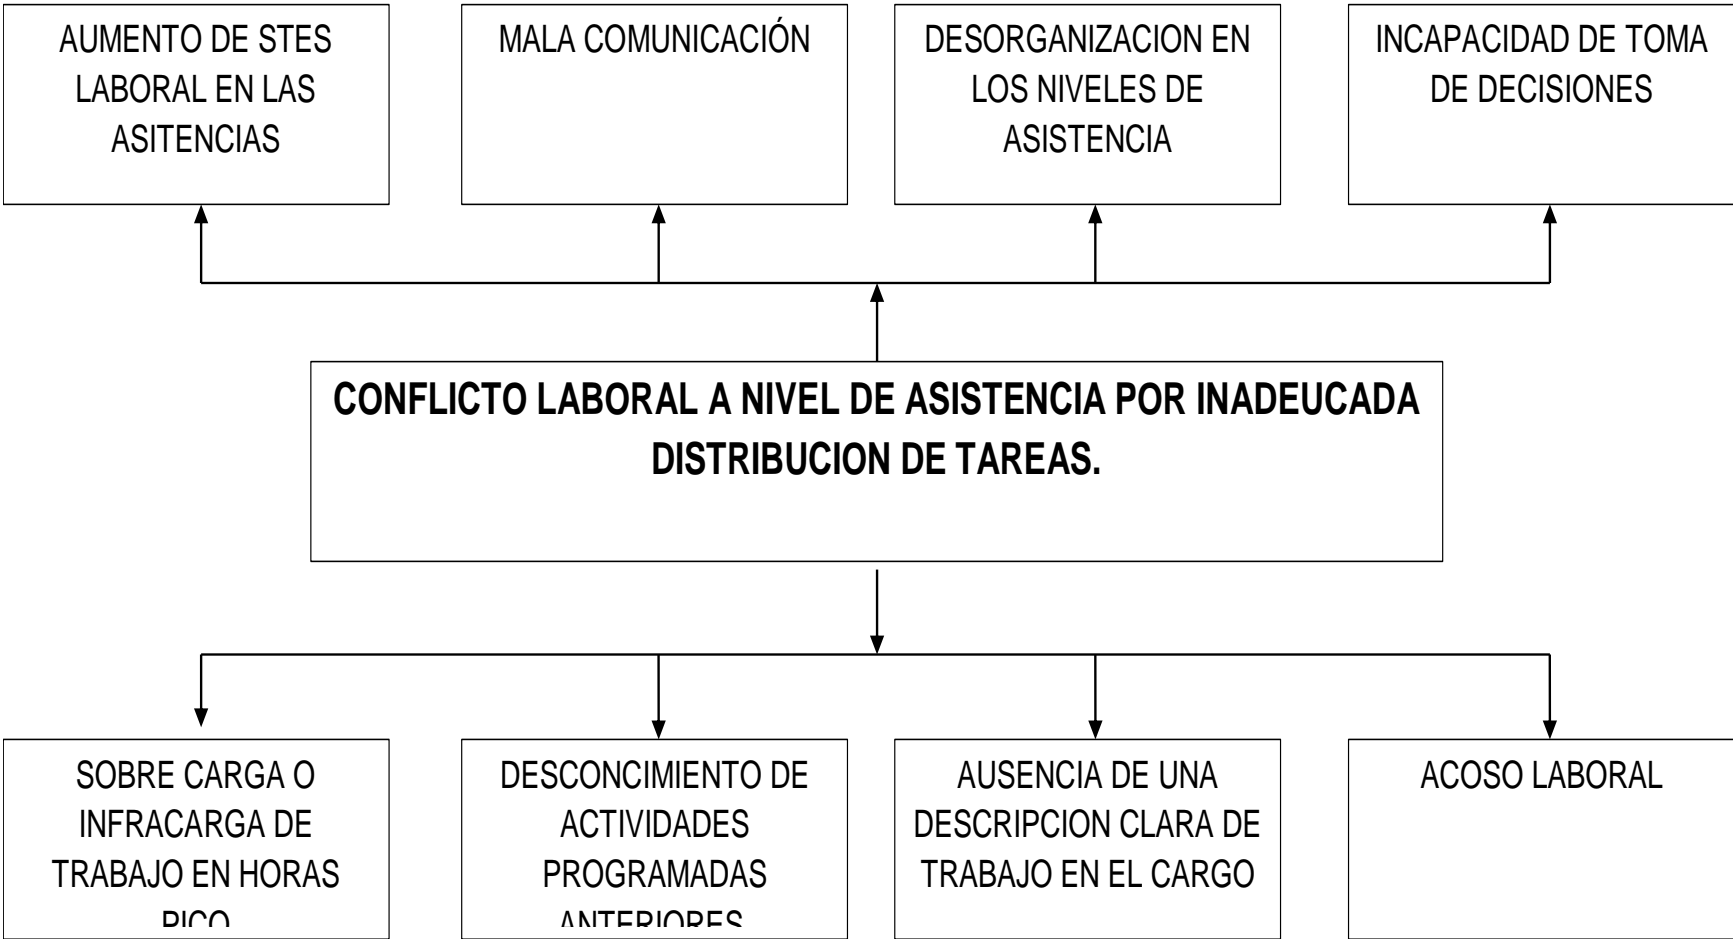 AUMENTO DE STES
LABORAL EN LAS
ASITENCIAS
MALA COMUNICACIÓN
DESORGANIZACION EN
LOS NIVELES DE
ASISTENCIA
INCAPACIDAD DE TOMA
DE DECISIONES
CONFLICTO LABORAL A NIVEL DE ASISTENCIA POR INADEUCADA
DISTRIBUCION DE TAREAS.
SOBRE CARGA O
INFRACARGA DE
TRABAJO EN HORAS
PICO
DESCONCIMIENTO DE
ACTIVIDADES
PROGRAMADAS
ANTERIORES
AUSENCIA DE UNA
DESCRIPCION CLARA DE
TRABAJO EN EL CARGO
ACOSO LABORAL